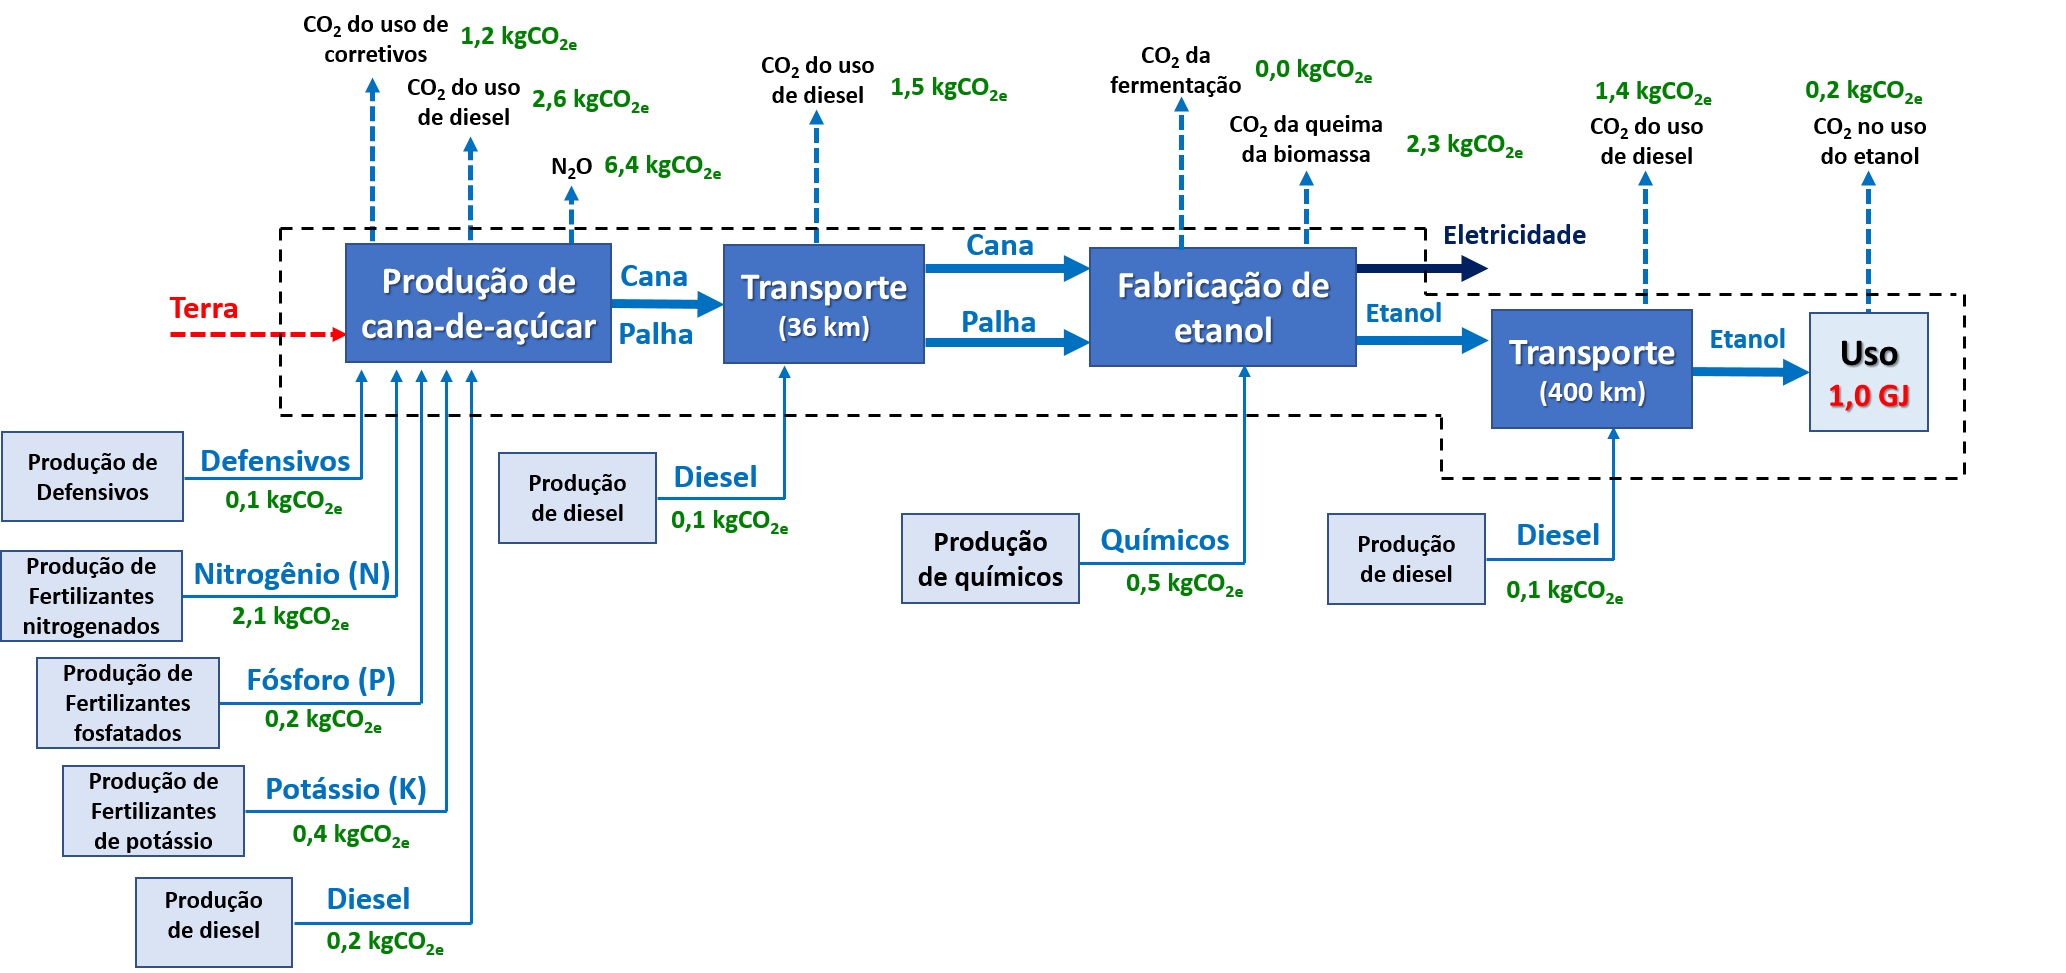 CO2 do uso de
corretivos
1,2 kgCO2e
CO2 do uso
de diesel
2,6 kgCO2e
N2O
6,4 kgCO2e
CO2 do uso
de diesel
1,5 kgCO2e
CO2 da
fermentação
0,0 kgCO2e
CO2 da queima
da biomassa
2,3 kgCO2e
1,4 kgCO2e
CO2 do uso
de diesel
0,2 kgCO2e
CO2 no uso
do etanol
Terra
Produção de
cana-de-açúcar
Cana
Palha
Transporte
(36 km)
Cana
Palha
Fabricação de
etanol
Eletricidade
Etanol
Transporte
(400 km)
Etanol
Uso
1,0 GJ
Produção de
Defensivos
Defensivos
0,1 kgCO2e
Produção
de diesel
Diesel
0,1 kgCO2e
Produção
de químicos
Químicos
0,5 kgCO2e
Produção
de diesel
Diesel
0,1 kgCO2e
Produção de
Fertilizantes
nitrogenados
Nitrogênio (N)
2,1 kgCO2e
Produção de
Fertilizantes
fosfatados
Fósforo (P)
0,2 kgCO2e
Produção de
Fertilizantes
de potássio
Potássio (K)
0,4 kgCO2e
Produção
de diesel
Diesel
0,2 kgCO2e